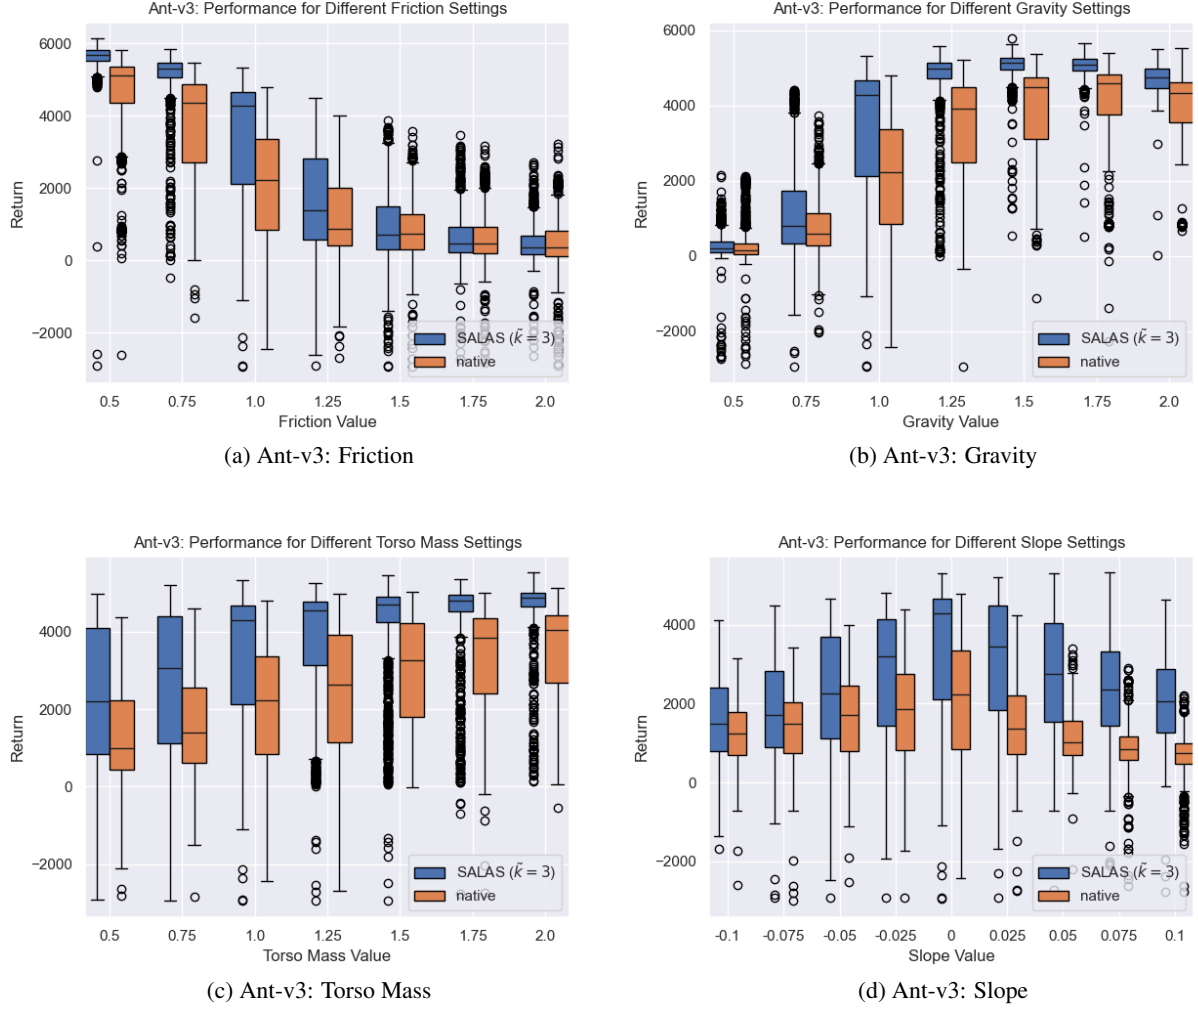 Ant-v3: Performance for Different Friction Settings
6000
4000
2000
0
−2000
Return
0.5 0.75 1.0 1.25 1.5 1.75 2.0
Friction Value
SALAS (k̃ = 3)
native
(a) Ant-v3: Friction
Ant-v3: Performance for Different Gravity Settings
6000
4000
2000
0
−2000
Return
0.5 0.75 1.0 1.25 1.5 1.75 2.0
Gravity Value
SALAS (k̃ = 3)
native
(b) Ant-v3: Gravity
Ant-v3: Performance for Different Torso Mass Settings
4000
2000
0
−2000
Return
0.5 0.75 1.0 1.25 1.5 1.75 2.0
Torso Mass Value
SALAS (k̃ = 3)
native
(c) Ant-v3: Torso Mass
Ant-v3: Performance for Different Slope Settings
4000
2000
0
−2000
Return
-0.1 -0.075 -0.05 -0.025 0 0.025 0.05 0.075 0.1
Slope Value
SALAS (k̃ = 3)
native
(d) Ant-v3: Slope